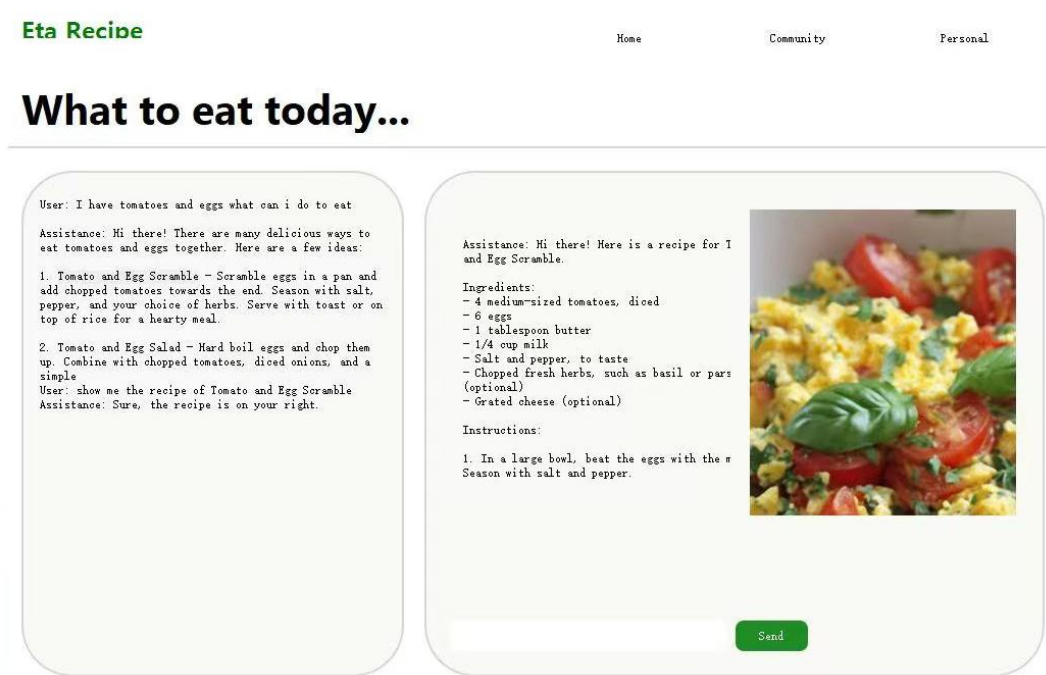 Eta Recipe
Home
Community
Personal
What to eat today...
User: I have tomatoes and eggs what can i do to eat
Assistance: Hi there! There are many delicious ways to
eat tomatoes and eggs together. Here are a few ideas:
1. Tomato and Egg Scramble - Scramble eggs in a pan and
add chopped tomatoes towards the end. Season with salt,
pepper, and your choice of herbs. Serve with toast or on
top of rice for a hearty meal.
2. Tomato and Egg Salad - Hard boil eggs and chop them
up. Combine with chopped tomatoes, diced onions, and a
simple
User: show me the recipe of Tomato and Egg Scramble
Assistance: Sure, the recipe is on your right.
Assistance: Hi there! Here is a recipe for T
and Egg Scramble.
Ingredients:
- 4 medium-sized tomatoes, diced
- 6 eggs
- 1 tablespoon butter
- 1/4 cup milk
- Salt and pepper, to taste
- Chopped fresh herbs, such as basil or pars
(optional)
- Grated cheese (optional)
Instructions:
1. In a large bowl, beat the eggs with the m
Season with salt and pepper.
Send